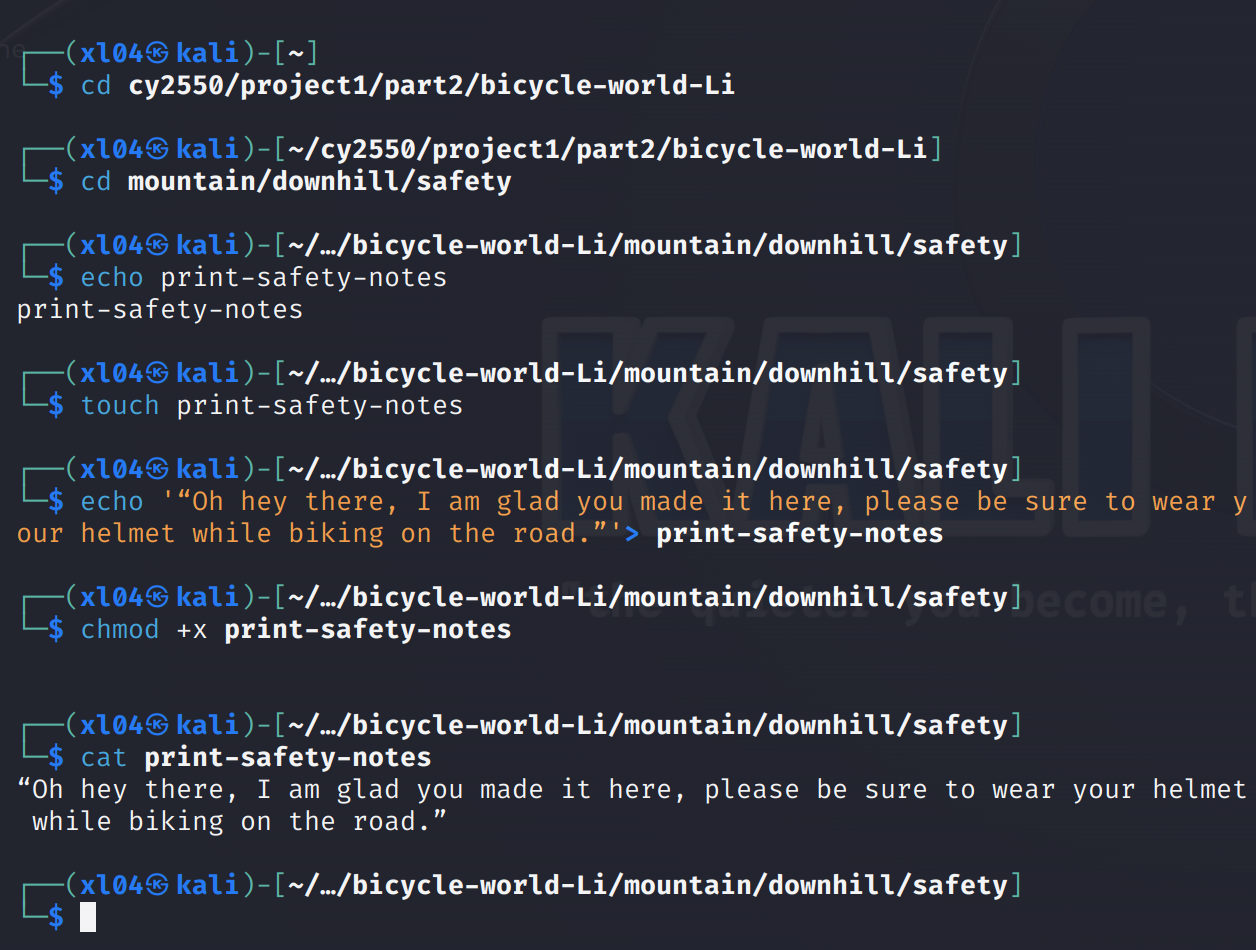 ┌──(xl04㉿kali)-[~]
└─$ cd cy2550/project1/part2/bicycle-world-Li
┌──(xl04㉿kali)-[~/cy2550/project1/part2/bicycle-world-Li]
└─$ cd mountain/downhill/safety
┌──(xl04㉿kali)-[~/…/bicycle-world-Li/mountain/downhill/safety]
└─$ echo print-safety-notes
print-safety-notes
┌──(xl04㉿kali)-[~/…/bicycle-world-Li/mountain/downhill/safety]
└─$ touch print-safety-notes
┌──(xl04㉿kali)-[~/…/bicycle-world-Li/mountain/downhill/safety]
└─$ echo '“Oh hey there, I am glad you made it here, please be sure to wear y
our helmet while biking on the road.”'> print-safety-notes
┌──(xl04㉿kali)-[~/…/bicycle-world-Li/mountain/downhill/safety]
└─$ chmod +x print-safety-notes
┌──(xl04㉿kali)-[~/…/bicycle-world-Li/mountain/downhill/safety]
└─$ cat print-safety-notes
“Oh hey there, I am glad you made it here, please be sure to wear your helmet
while biking on the road.”
┌──(xl04㉿kali)-[~/…/bicycle-world-Li/mountain/downhill/safety]
└─$
KALI
"the quieter you become,